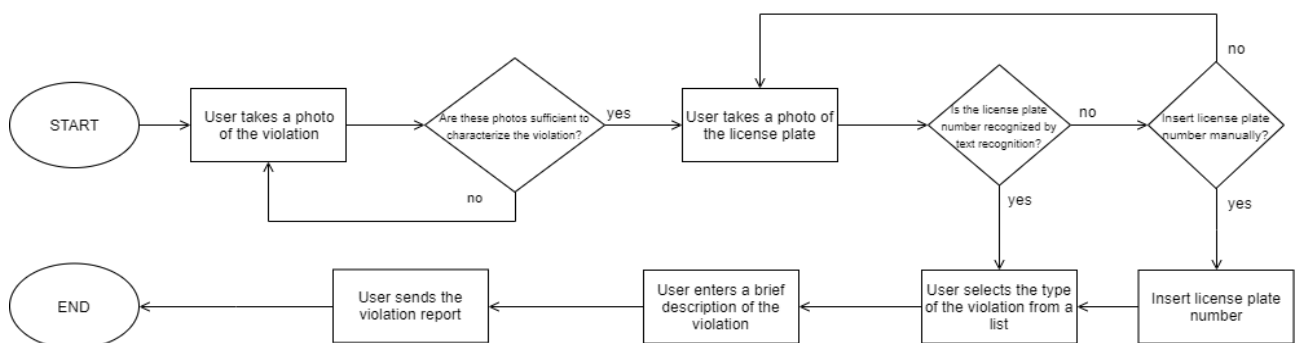 START
User takes a photo
of the violation
Are these photos sufficient to
characterize the violation?
yes
no
User takes a photo of
the license plate
Is the license plate
number recognized by
text recognition?
no
yes
Insert license plate
number manually?
no
yes
Insert license plate
number
User selects the type
of the violation from a
list
User enters a brief
description of the
violation
User sends the
violation report
END